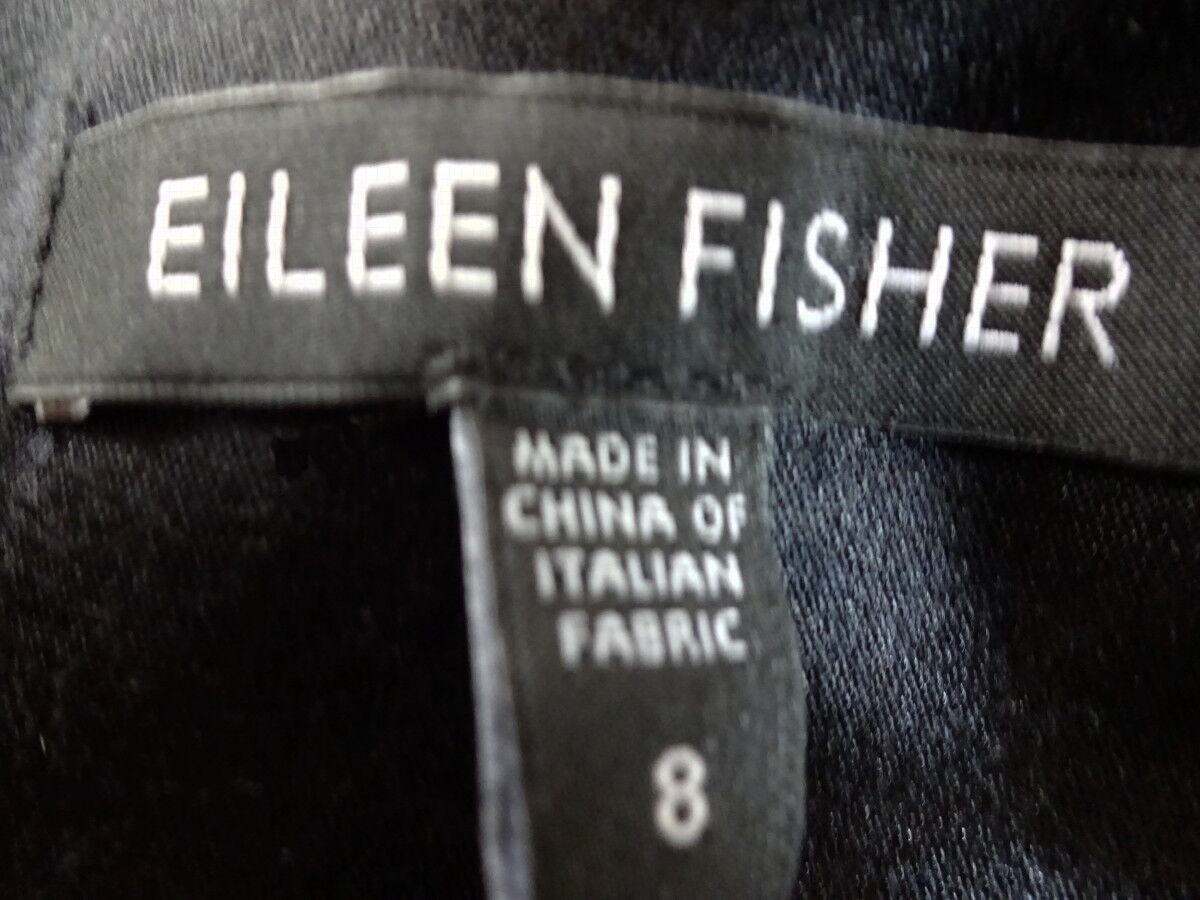 EILEEN FISHER
MADE IN
CHINA OF
ITALIAN
FABRIC
8